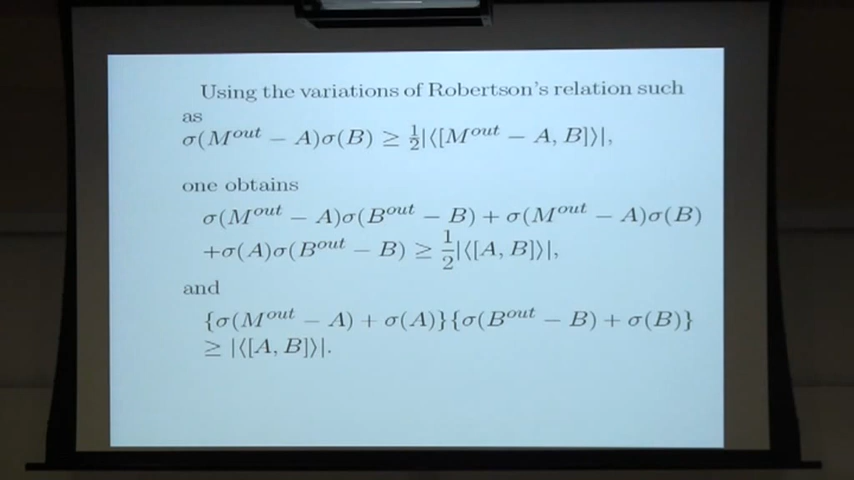 Using the variations of Robertson's relation such
as
σ(M^out − A)σ(B) ≥ ½|⟨[M^out − A, B]⟩|,
one obtains
σ(M^out − A)σ(B^out − B) + σ(M^out − A)σ(B)
+σ(A)σ(B^out − B) ≥ ½|⟨[A, B]⟩|,
and
{σ(M^out − A) + σ(A)}{σ(B^out − B) + σ(B)}
≥ |⟨[A, B]⟩|.